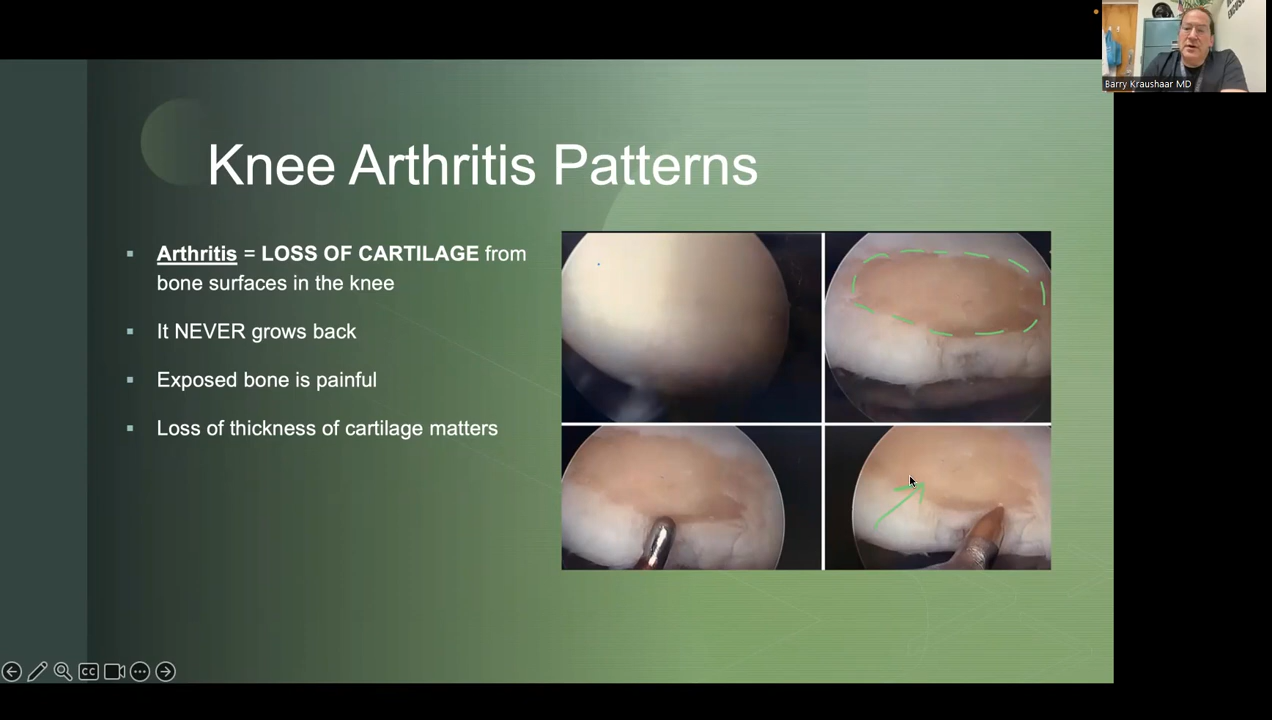 Barry Kraushaar MD
Knee Arthritis Patterns
Arthritis = LOSS OF CARTILAGE from
bone surfaces in the knee
It NEVER grows back
Exposed bone is painful
Loss of thickness of cartilage matters
CC